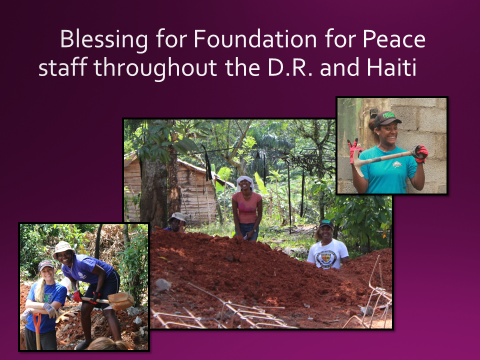 Blessing for Foundation for Peace
staff throughout the D.R. and Haiti